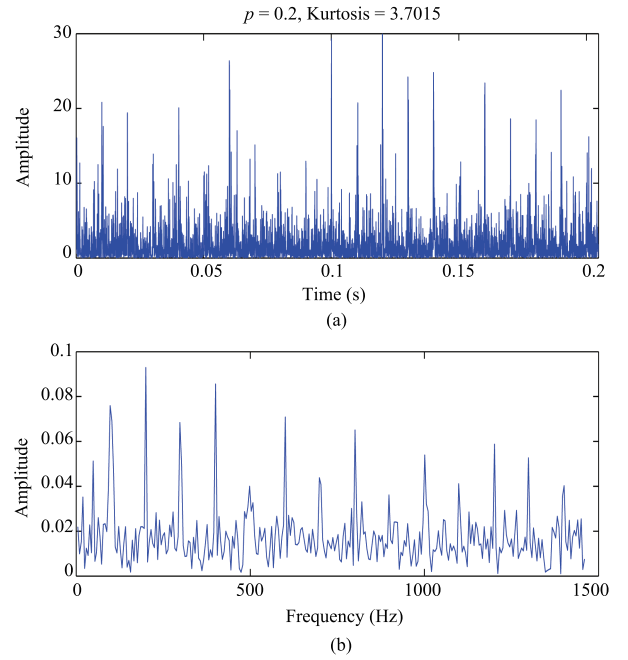 p = 0.2, Kurtosis = 3.7015
30
20
10
0
Amplitude
0 0.05 0.1 0.15 0.2
Time (s)
(a)
0.1
0.08
0.06
0.04
0.02
0
Amplitude
0 500 1000 1500
Frequency (Hz)
(b)